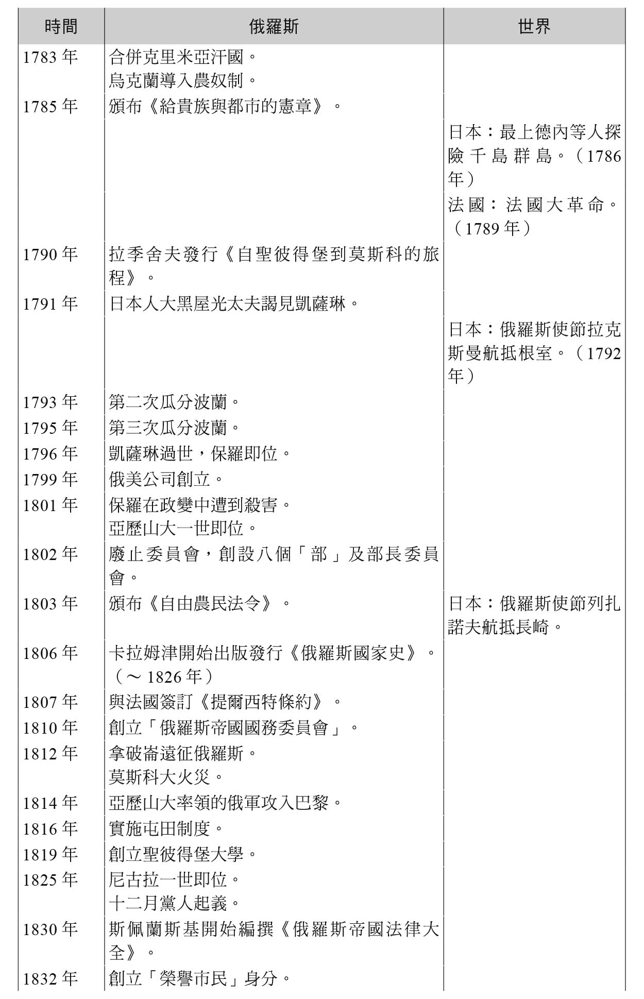 時間 俄羅斯 世界
1783 年 合併克里米亞汗國。
烏克蘭導入農奴制。
1785 年 頒布《給貴族與都市的憲章》。
日本：最上德內等人探
險千島群島。（1786
年）
法國：法國大革命。
（1789 年）
1790 年 拉季舍夫發行《自聖彼得堡到莫斯科的旅
程》。
1791 年 日本人大黑屋光太夫謁見凱薩琳。
日本：俄羅斯使節拉克
斯曼航抵根室。（1792
年）
1793 年 第二次瓜分波蘭。
1795 年 第三次瓜分波蘭。
1796 年 凱薩琳過世，保羅即位。
1799 年 俄美公司創立。
1801 年 保羅在政變中遭到殺害。
亞歷山大一世即位。
1802 年 廢止委員會，創設八個「部」及部長委員
會。
1803 年 頒布《自由農民法令》。 日本：俄羅斯使節列扎
諾夫航抵長崎。
1806 年 卡拉姆津開始出版發行《俄羅斯國家史》。
（～ 1826 年）
1807 年 與法國簽訂《提爾西特條約》。
1810 年 創立「俄羅斯帝國國務委員會」。
1812 年 拿破崙遠征俄羅斯。
莫斯科大火災。
1814 年 亞歷山大率領的俄軍攻入巴黎。
1816 年 實施屯田制度。
1819 年 創立聖彼得堡大學。
1825 年 尼古拉一世即位。
十二月黨人起義。
1830 年 斯佩蘭斯基開始編撰《俄羅斯帝國法律大
全》。
1832 年 創立「榮譽市民」身分。